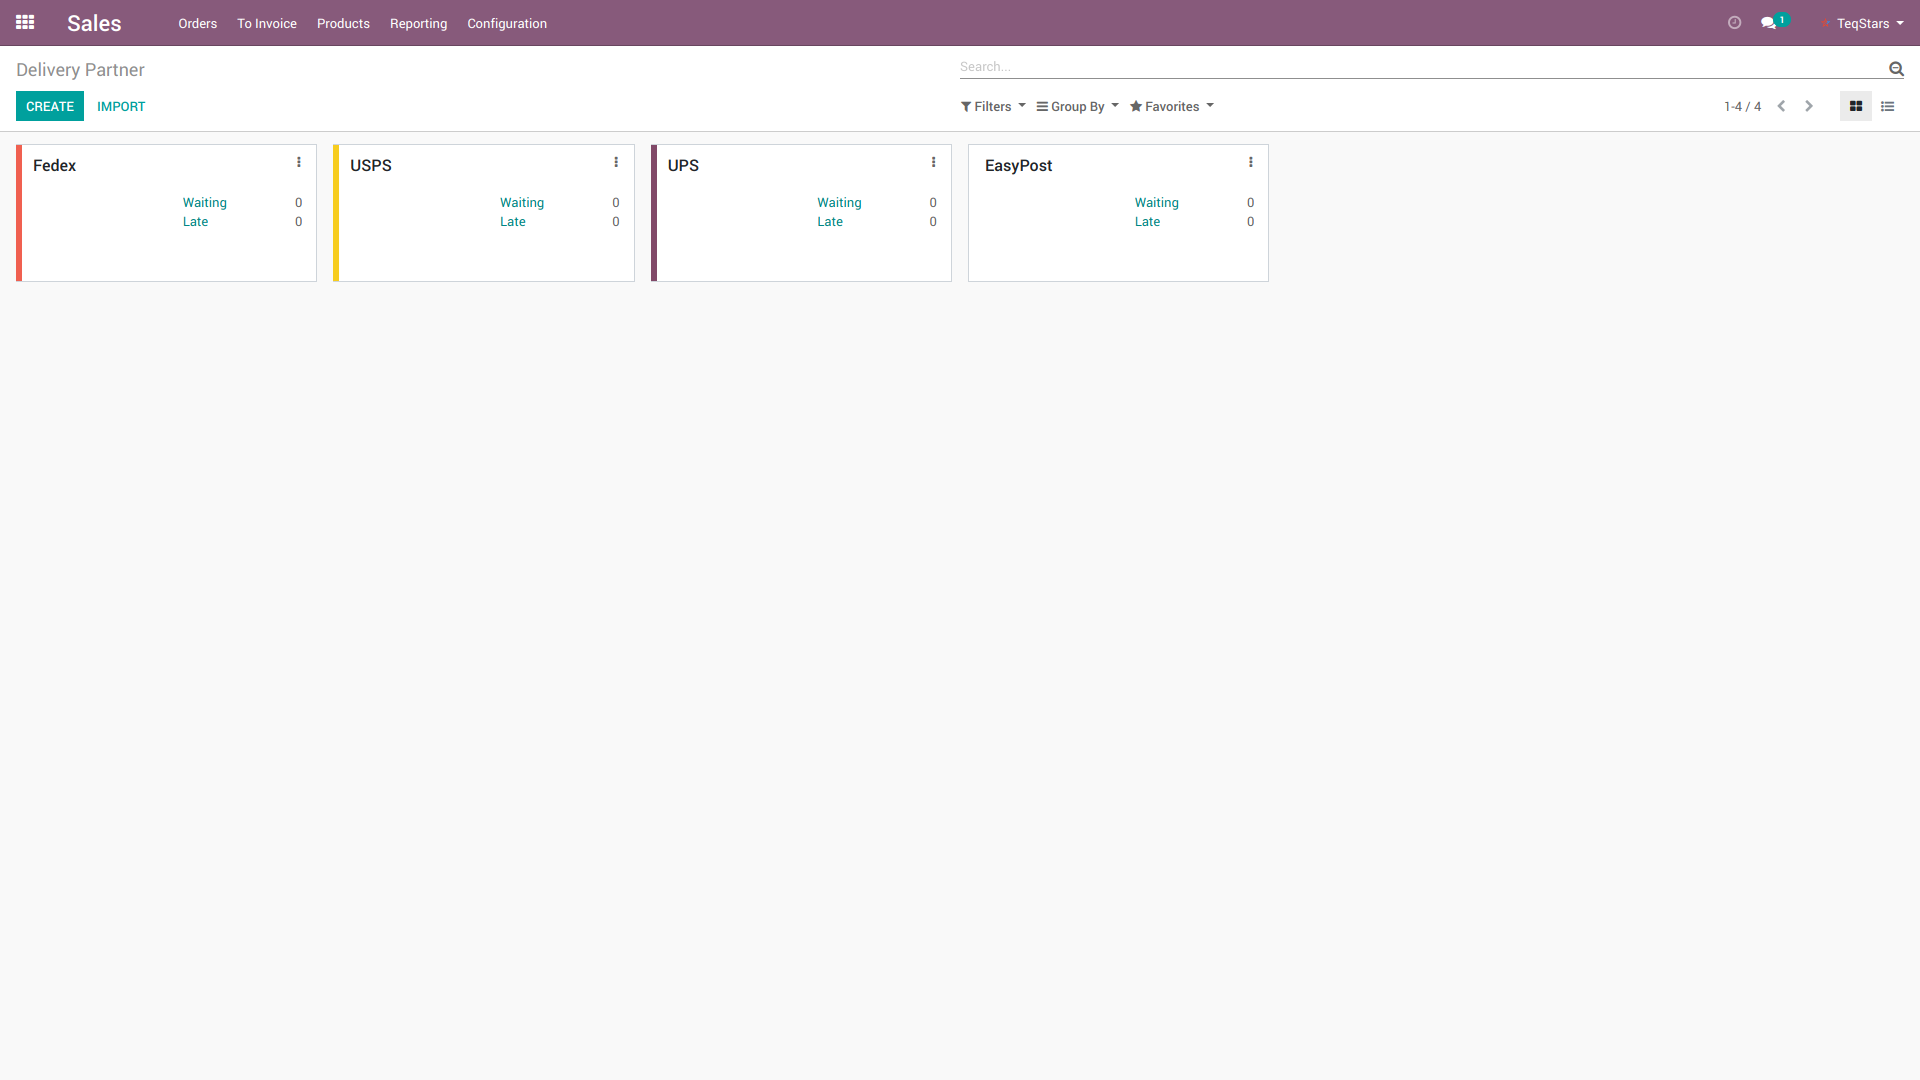 Sales Orders To Invoice Products Reporting Configuration 1 TeqStars
Delivery Partner Search...
CREATE IMPORT Filters Group By Favorites 1-4 / 4
Fedex
Waiting 0
Late 0
USPS
Waiting 0
Late 0
UPS
Waiting 0
Late 0
EasyPost
Waiting 0
Late 0